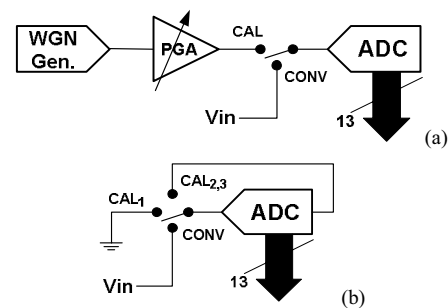 WGN
Gen.
PGA
CAL
CONV
ADC
Vin
13
(a)
CAL2,3
CAL1
CONV
ADC
Vin
13
(b)